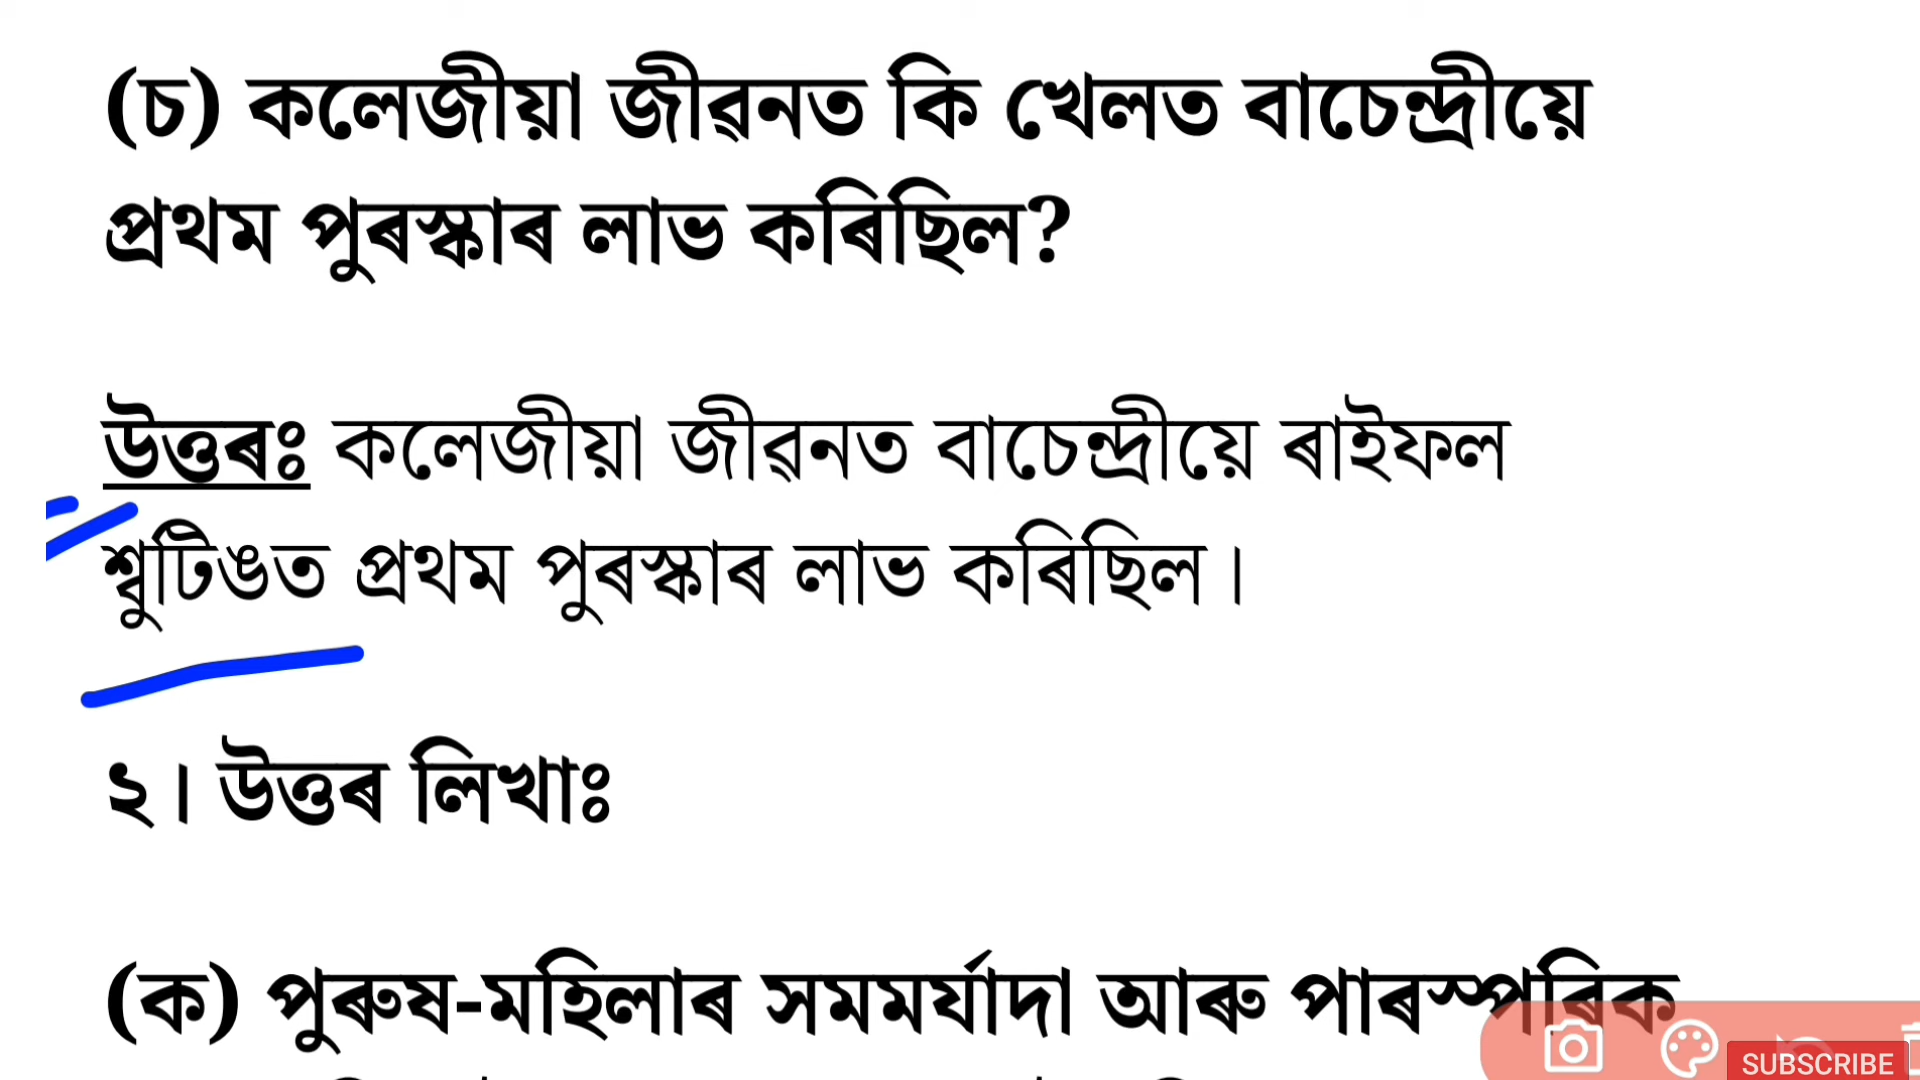 (চ) কলেজীয়া জীৱনত কি খেলত বাচেন্দ্ৰীয়ে
প্ৰথম পুৰস্কাৰ লাভ কৰিছিল?
উত্তৰঃ কলেজীয়া জীৱনত বাচেন্দ্ৰীয়ে ৰাইফল
শ্বুটিঙত প্ৰথম পুৰস্কাৰ লাভ কৰিছিল।
২। উত্তৰ লিখাঃ
(ক) পুৰুষ-মহিলাৰ সমমৰ্যাদা আৰু পাৰস্পৰিক
SUBSCRIBE